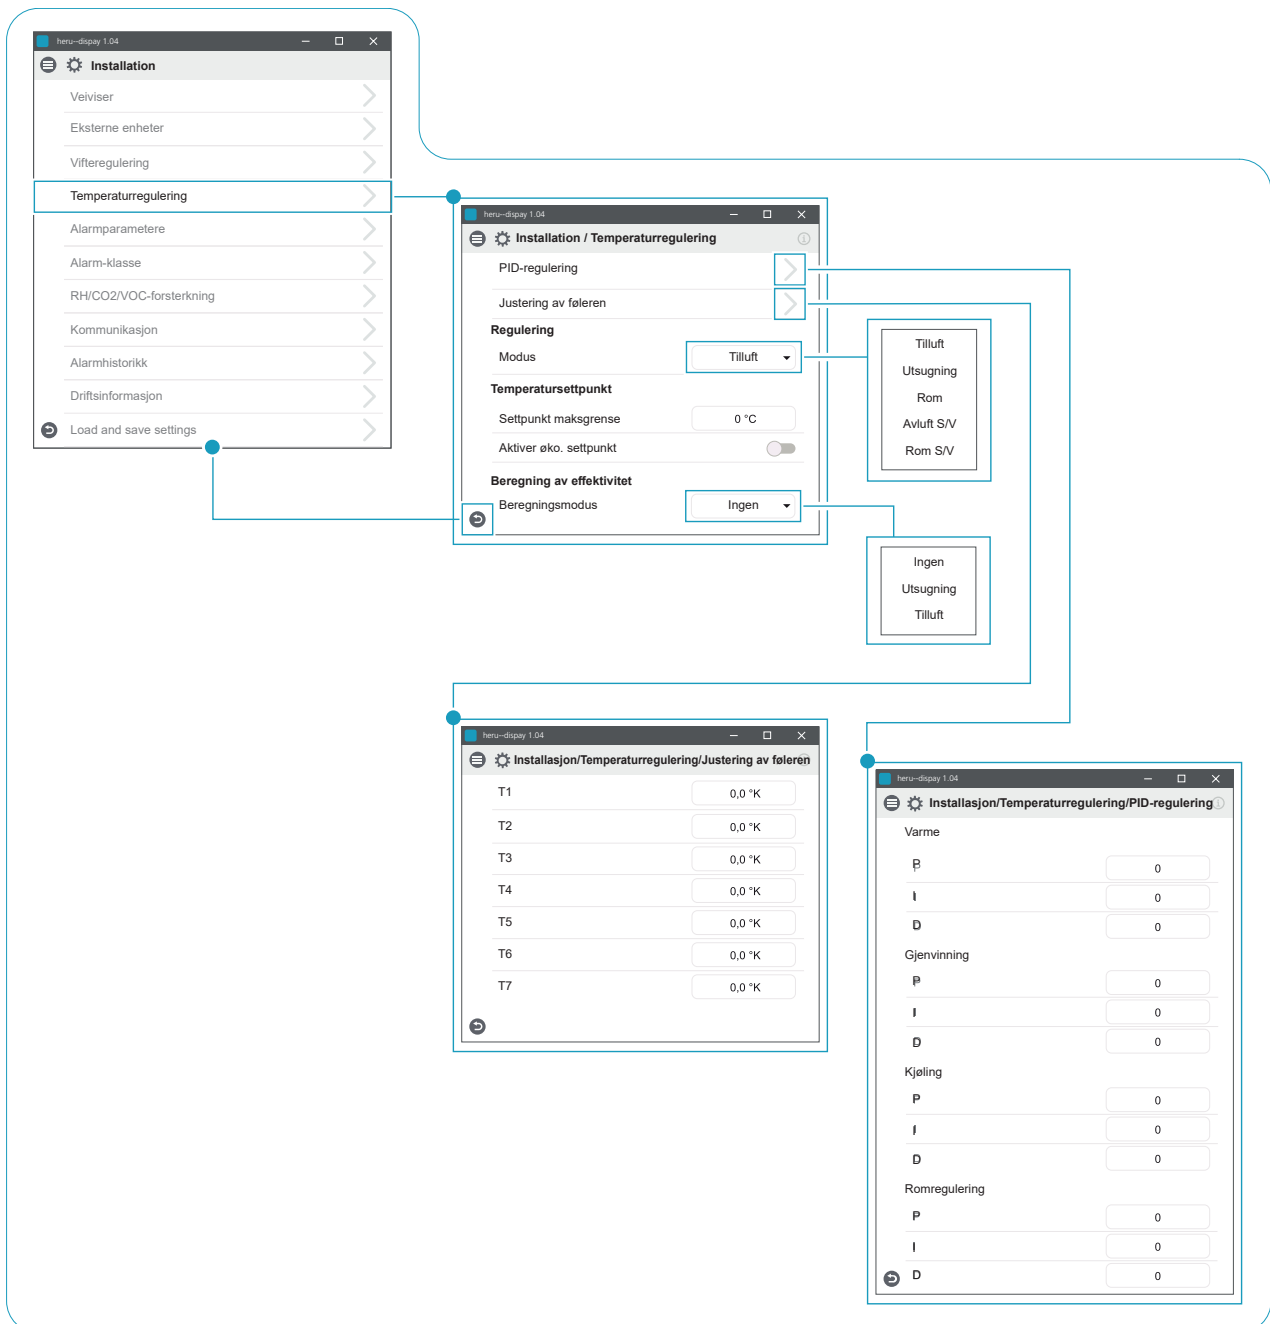 heru--dispay 1.04
Installation
Veiviser
Eksterne enheter
Vifteregulering
Temperaturregulering
Alarmparametere
Alarm-klasse
RH/CO2/VOC-forsterkning
Kommunikasjon
Alarmhistorikk
Driftsinformasjon
Load and save settings
heru--dispay 1.04
Installation / Temperaturregulering
PID-regulering
Justering av føleren
Regulering
Modus Tilluft
Temperatursettpunkt
Settpunkt maksgrense 0 °C
Aktiver øko. settpunkt
Beregning av effektivitet
Beregningsmodus Ingen
Tilluft
Utsugning
Rom
Avluft S/V
Rom S/V
Ingen
Utsugning
Tilluft
heru--dispay 1.04
Installasjon/Temperaturregulering/Justering av føleren
T1 0,0 °K
T2 0,0 °K
T3 0,0 °K
T4 0,0 °K
T5 0,0 °K
T6 0,0 °K
T7 0,0 °K
heru--dispay 1.04
Installasjon/Temperaturregulering/PID-regulering
Varme
P 0
I 0
D 0
Gjenvinning
P 0
I 0
D 0
Kjøling
P 0
I 0
D 0
Romregulering
P 0
I 0
D 0